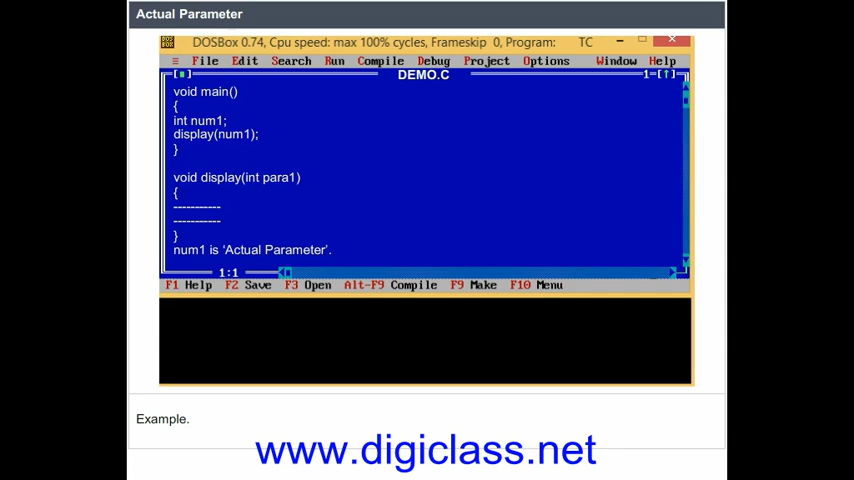 Actual Parameter
DOSBox 0.74, Cpu speed: max 100% cycles, Frameskip 0, Program: TC
≡ File Edit Search Run Compile Debug Project Options Window Help
DEMO.C 1=[↑]
void main()
{
int num1;
display(num1);
}
void display(int para1)
{
-----------
-----------
}
num1 is 'Actual Parameter'.
1:1
F1 Help F2 Save F3 Open Alt-F9 Compile F9 Make F10 Menu
Example.
www.digiclass.net